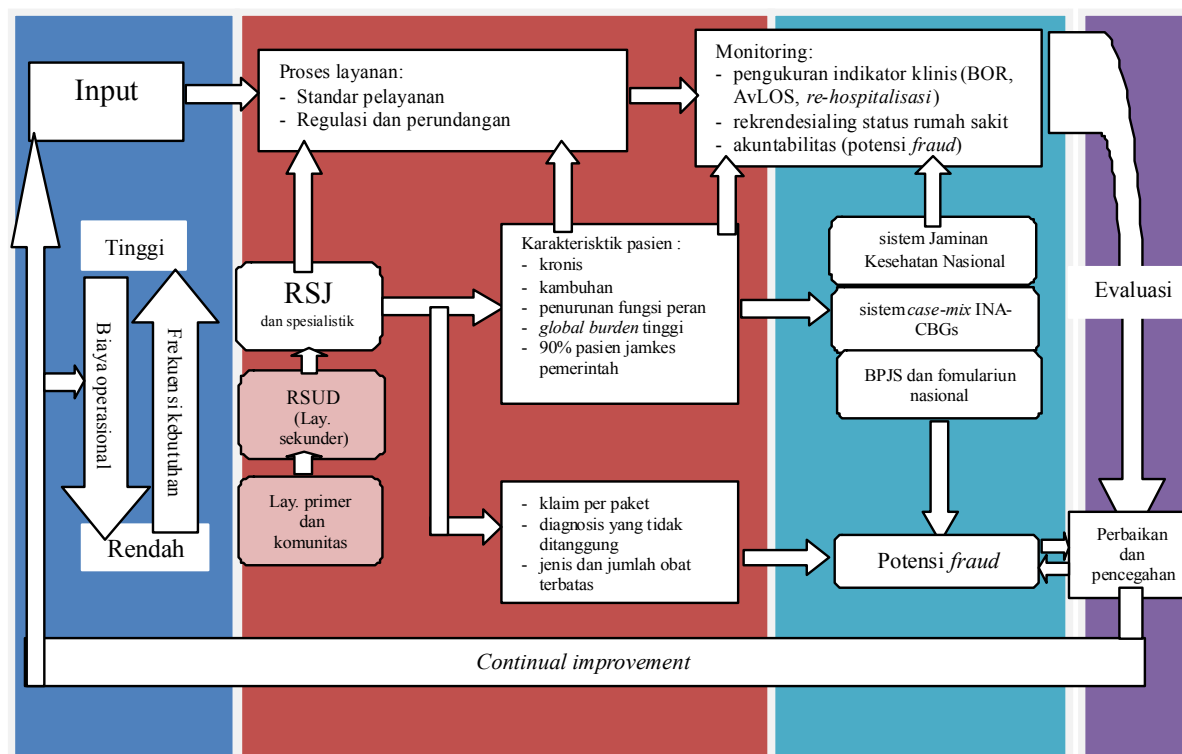 Input
Proses layanan:
- Standar pelayanan
- Regulasi dan perundangan
Monitoring:
- pengukuran indikator klinis (BOR,
AvLOS, re-hospitalisasi)
- rekrendesialing status rumah sakit
- akuntabilitas (potensi fraud)
Tinggi
Biaya operasional
Frekuensi kebutuhan
Rendah
RSJ
dan spesialistik
RSUD
(Lay.
sekunder)
Lay. primer
dan
komunitas
Karakterisktik pasien :
- kronis
- kambuhan
- penurunan fungsi peran
- global burden tinggi
- 90% pasien jamkes
pemerintah
- klaim per paket
- diagnosis yang tidak
ditanggung
- jenis dan jumlah obat
terbatas
sistem Jaminan
Kesehatan Nasional
sistem case-mix INA-
CBGs
BPJS dan fomulariun
nasional
Potensi fraud
Evaluasi
Perbaikan
dan
pencegahan
Continual improvement